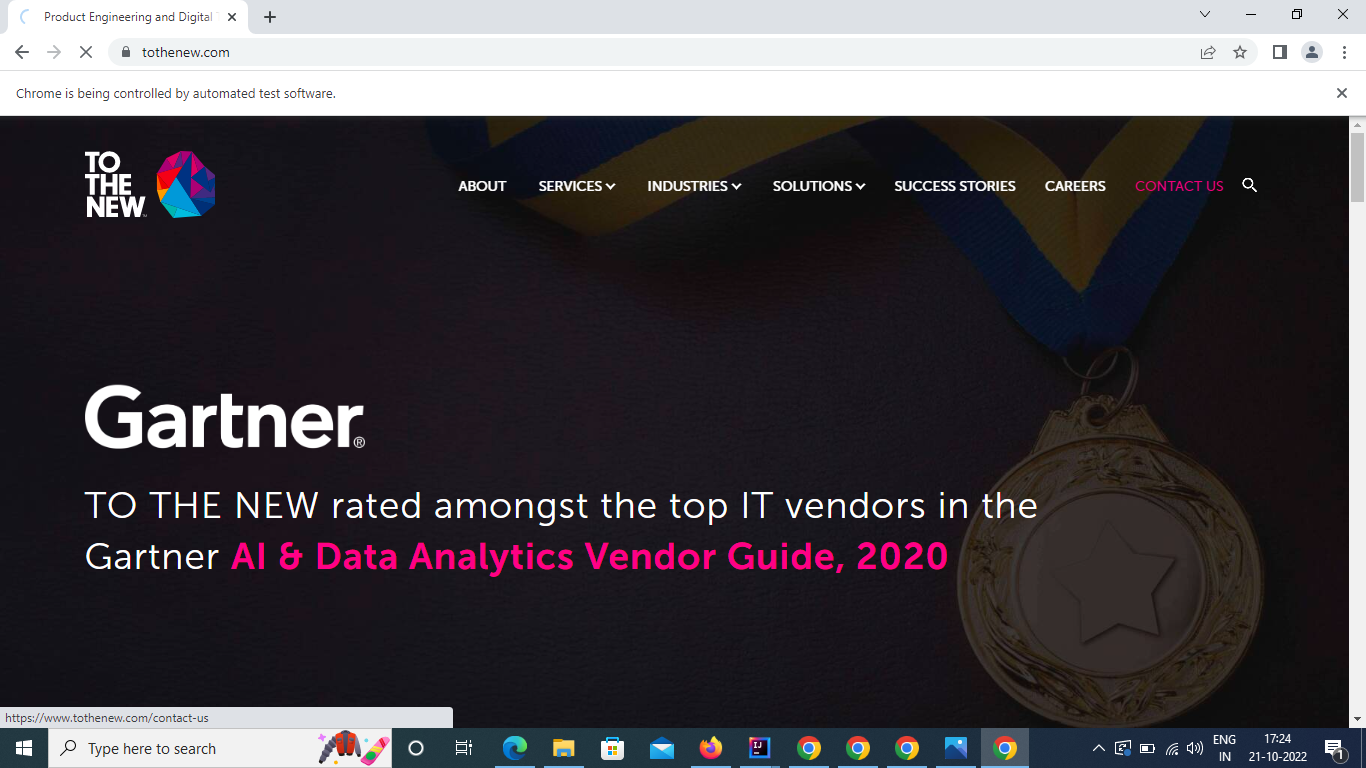 Product Engineering and Digital
tothenew.com
Chrome is being controlled by automated test software.
TO
THE
NEW™
ABOUT SERVICES INDUSTRIES SOLUTIONS SUCCESS STORIES CAREERS CONTACT US
Gartner®
TO THE NEW rated amongst the top IT vendors in the
Gartner AI & Data Analytics Vendor Guide, 2020
https://www.tothenew.com/contact-us
Type here to search
IJ
ENG
IN
17:24
21-10-2022
1